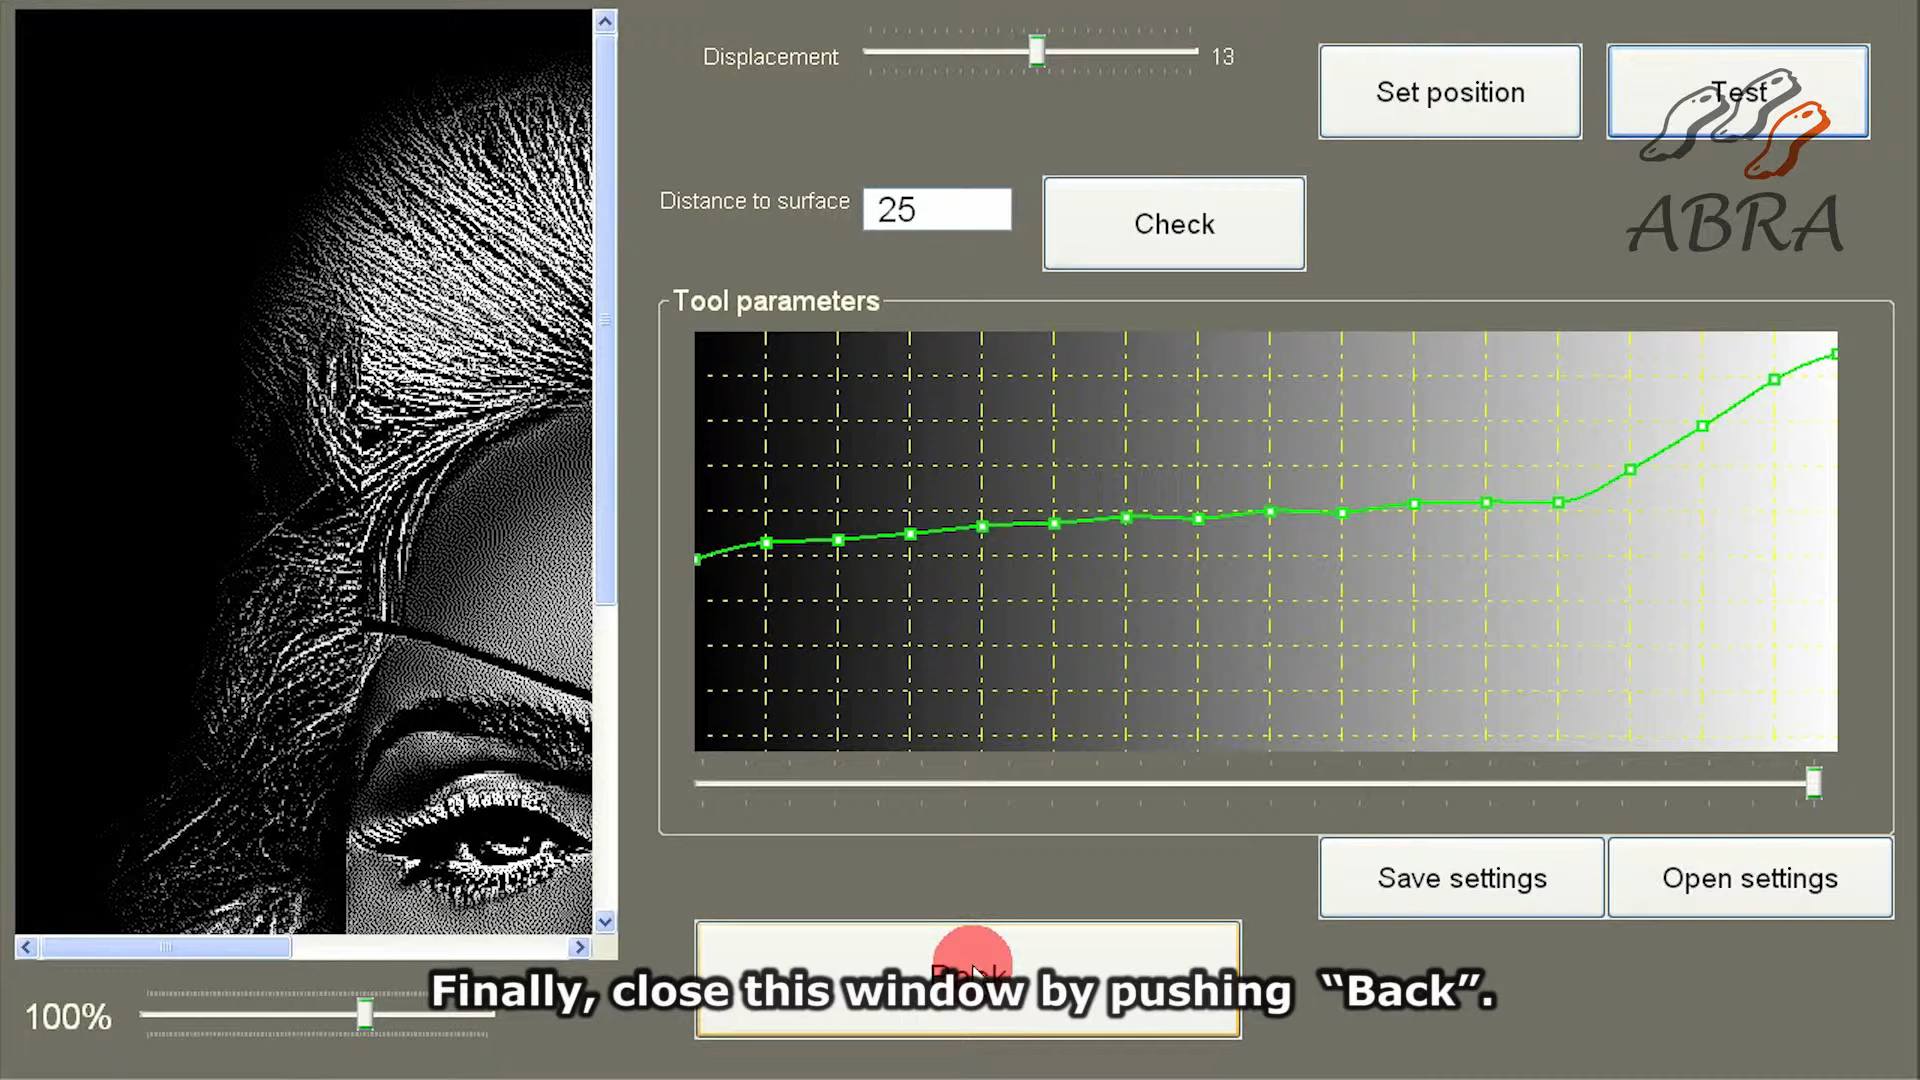 Displacement
13
Set position
Test
ABRA
Distance to surface
25
Check
Tool parameters
Save settings
Open settings
Back
Finally, close this window by pushing “Back”.
100%